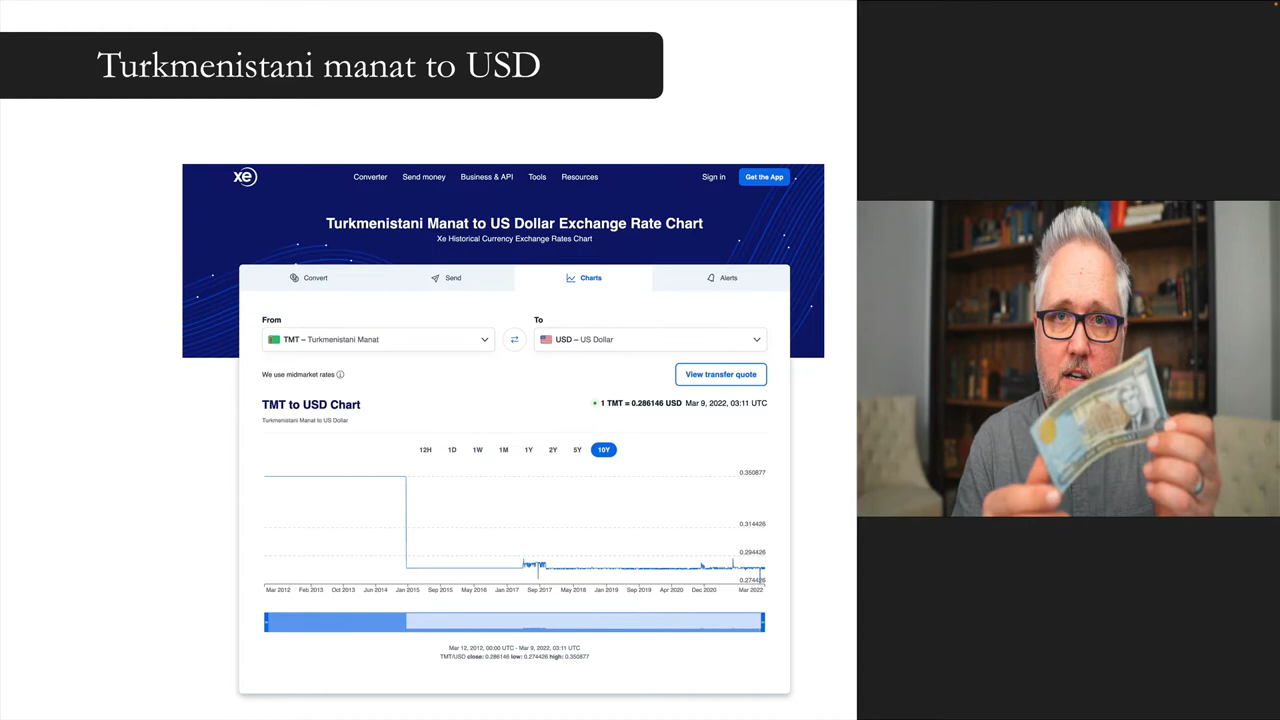 Turkmenistani manat to USD
xe
Converter Send money Business & API Tools Resources Sign in Get the App
Turkmenistani Manat to US Dollar Exchange Rate Chart
Xe Historical Currency Exchange Rates Chart
Convert Send Charts Alerts
From To
TMT – Turkmenistani Manat USD – US Dollar
We use midmarket rates View transfer quote
TMT to USD Chart 1 TMT = 0.286146 USD Mar 9, 2022, 03:11 UTC
Turkmenistani Manat to US Dollar
12H 1D 1W 1M 1Y 2Y 5Y 10Y
0.350877
0.314426
0.294426
0.274426
Mar 2012 Feb 2013 Oct 2013 Jun 2014 Jan 2015 Sep 2015 May 2016 Jan 2017 Sep 2017 May 2018 Jan 2019 Sep 2019 Apr 2020 Dec 2020 Mar 2022
Mar 12, 2012, 00:00 UTC - Mar 9, 2022, 03:11 UTC
TMT/USD close: 0.286146 low: 0.274426 high: 0.350877